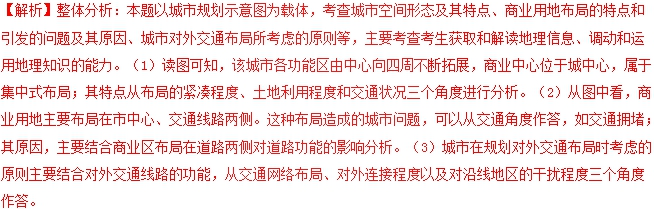 【解析】整体分析：本题以城市规划示意图为载体，考查城市空间形态及其特点、商业用地布局的特点和
引发的问题及其原因、城市对外交通布局所考虑的原则等，主要考查考生获取和解读地理信息、调动和运
用地理知识的能力。（1）读图可知，该城市各功能区由中心向四周不断拓展，商业中心位于城中心，属于
集中式布局；其特点从布局的紧凑程度、土地利用程度和交通状况三个角度进行分析。（2）从图中看，商
业用地主要布局在市中心、交通线路两侧。这种布局造成的城市问题，可以从交通角度作答，如交通拥堵；
其原因，主要结合商业区布局在道路两侧对道路功能的影响分析。（3）城市在规划对外交通布局时考虑的
原则主要结合对外交通线路的功能，从交通网络布局、对外连接程度以及对沿线地区的干扰程度三个角度
作答。